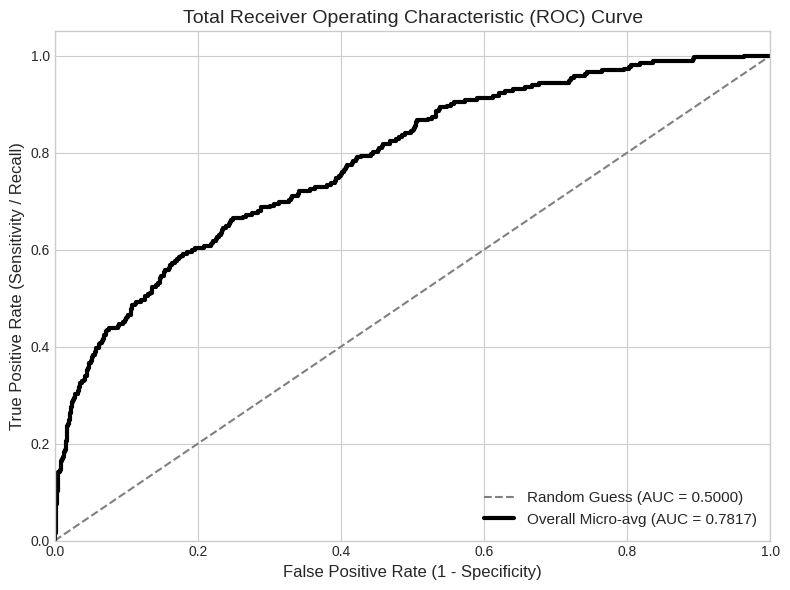 Total Receiver Operating Characteristic (ROC) Curve
True Positive Rate (Sensitivity / Recall)
1.0
0.8
0.6
0.4
0.2
0.0
Random Guess (AUC = 0.5000)
Overall Micro-avg (AUC = 0.7817)
0.0 0.2 0.4 0.6 0.8 1.0
False Positive Rate (1 - Specificity)